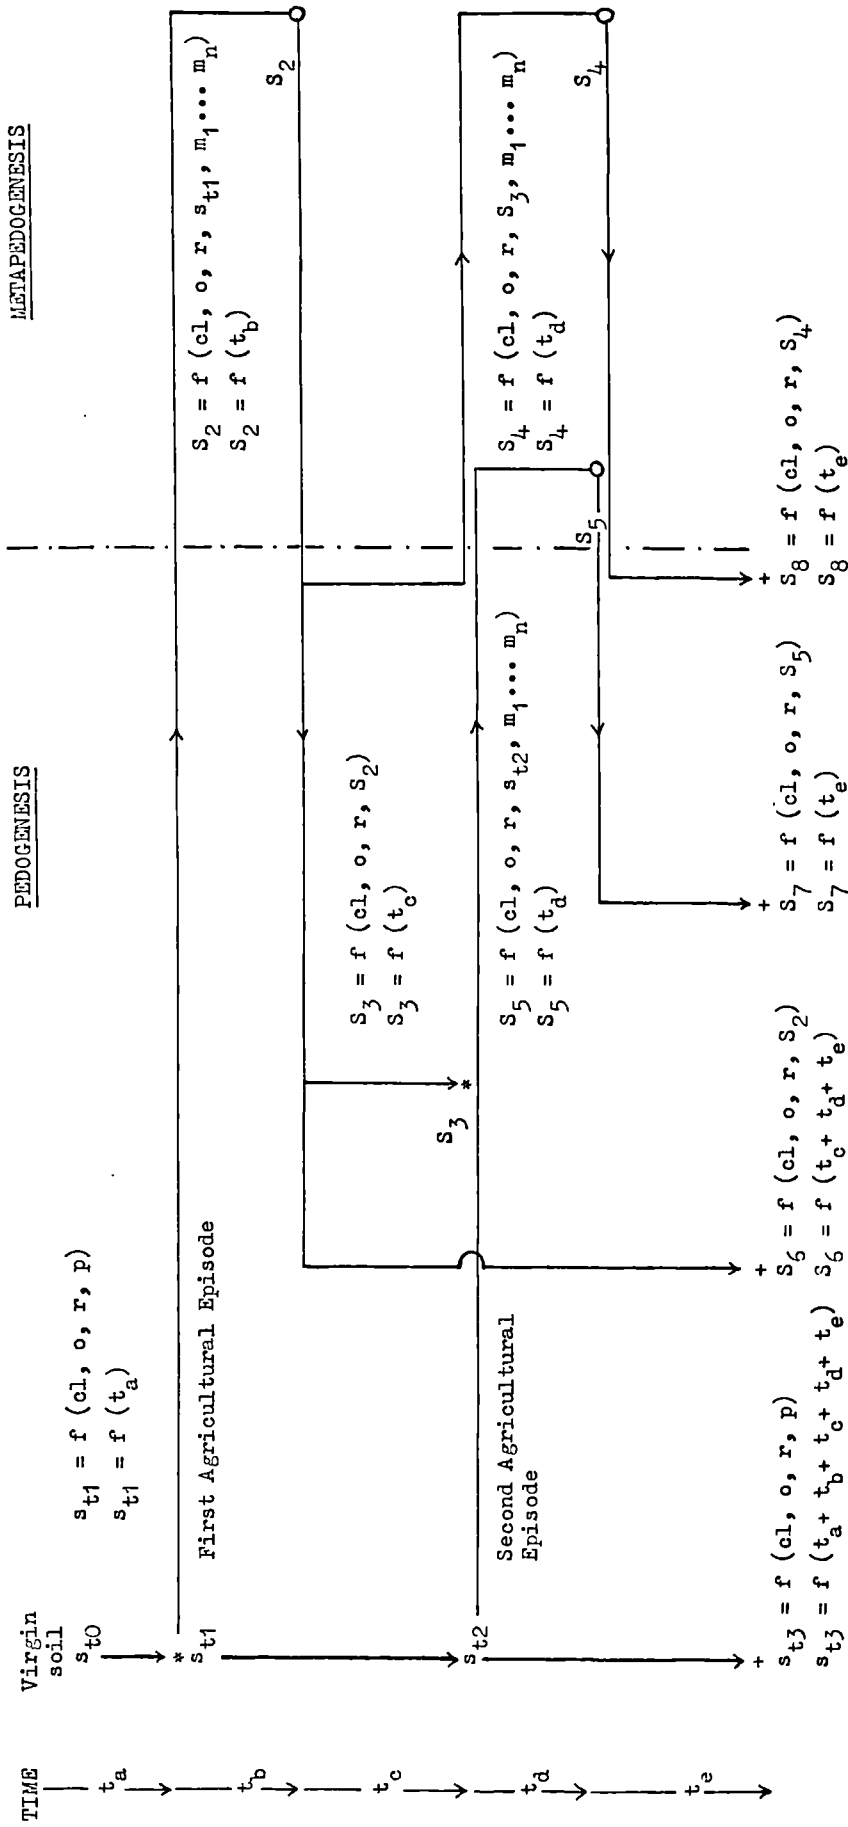 PEDOGENESIS
METAPEDOGENESIS
TIME
Virgin
soil
s_t0
t_a
s_t1 = f (cl, o, r, p)
s_t1 = f (t_a)
*
s_t1
First Agricultural Episode
t_b
S_2 = f (cl, o, r, s_t1, m_1... m_n)
S_2 = f (t_b)
S_2
t_c
S_3 = f (cl, o, r, S_2)
S_3 = f (t_c)
S_3
*
s_t2
Second Agricultural
Episode
t_d
S_5 = f (cl, o, r, s_t2, m_1... m_n)
S_5 = f (t_d)
S_4 = f (cl, o, r, S_3, m_1... m_n)
S_4 = f (t_d)
S_5
S_4
t_e
+
s_t3 = f (cl, o, r, p)
s_t3 = f (t_a + t_b + t_c + t_d + t_e)
+
S_6 = f (cl, o, r, S_2)
S_6 = f (t_c + t_d + t_e)
+
S_7 = f (cl, o, r, S_5)
S_7 = f (t_e)
+
S_8 = f (cl, o, r, S_4)
S_8 = f (t_e)